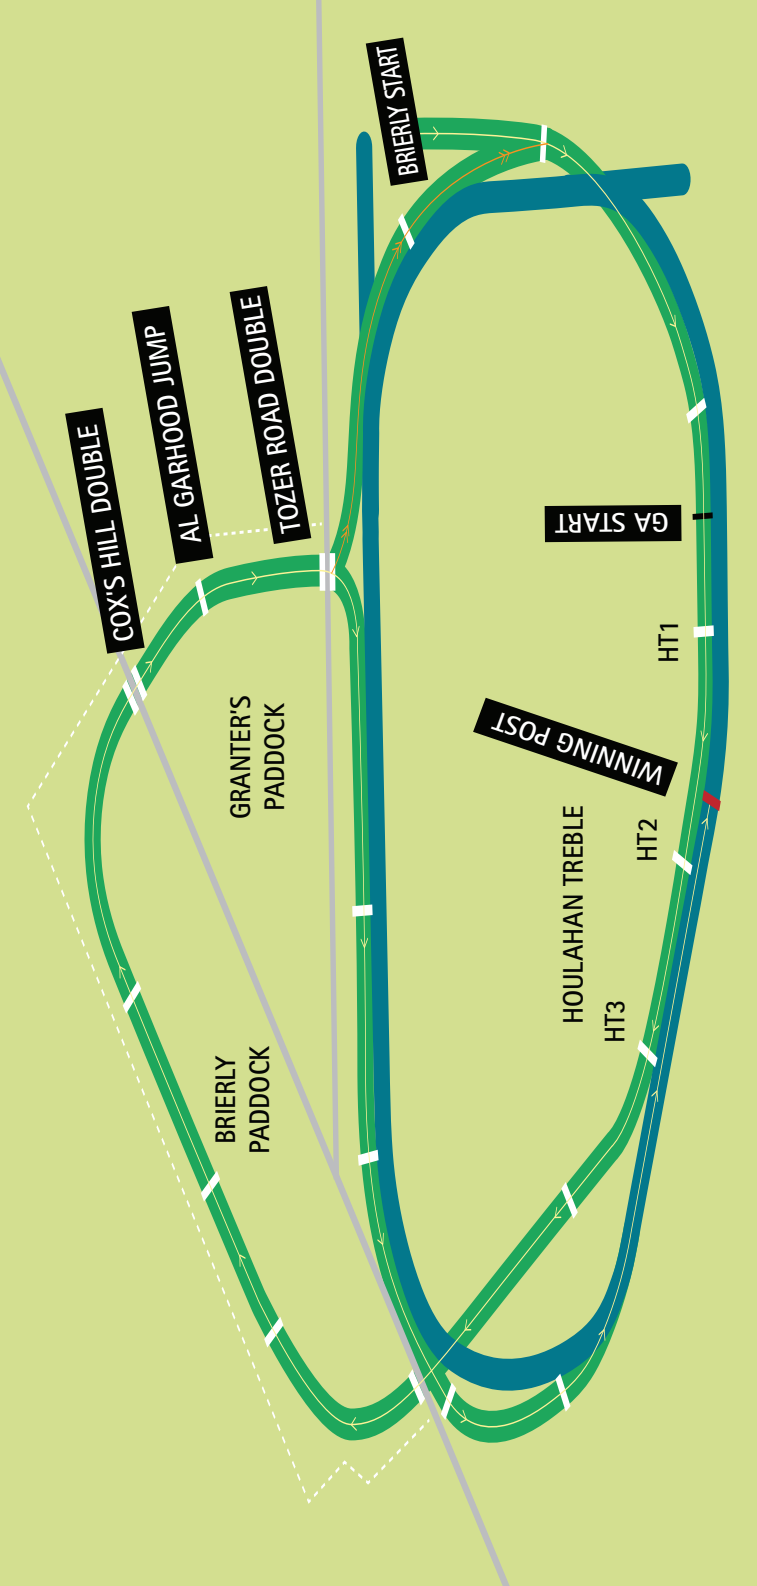 BRIERLY START
TOZER ROAD DOUBLE
AL GARHOOD JUMP
COX'S HILL DOUBLE
GA START
HT1
WINNING POST
GRANTER'S
PADDOCK
HT2
HOULAHAN TREBLE
HT3
BRIERLY
PADDOCK